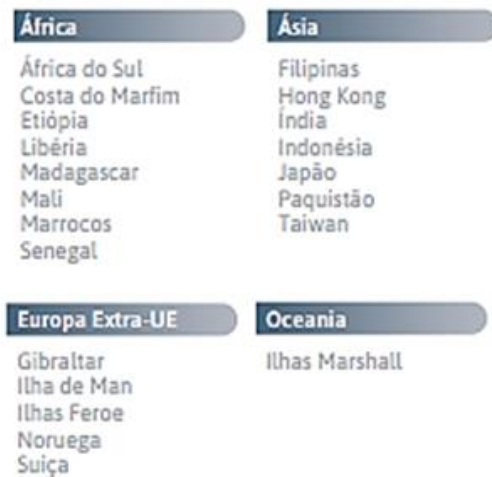 África
África do Sul
Costa do Marfim
Etiópia
Libéria
Madagascar
Mali
Marrocos
Senegal
Ásia
Filipinas
Hong Kong
Índia
Indonésia
Japão
Paquistão
Taiwan
Europa Extra-UE
Gibraltar
Ilha de Man
Ilhas Feroe
Noruega
Suíça
Oceania
Ilhas Marshall